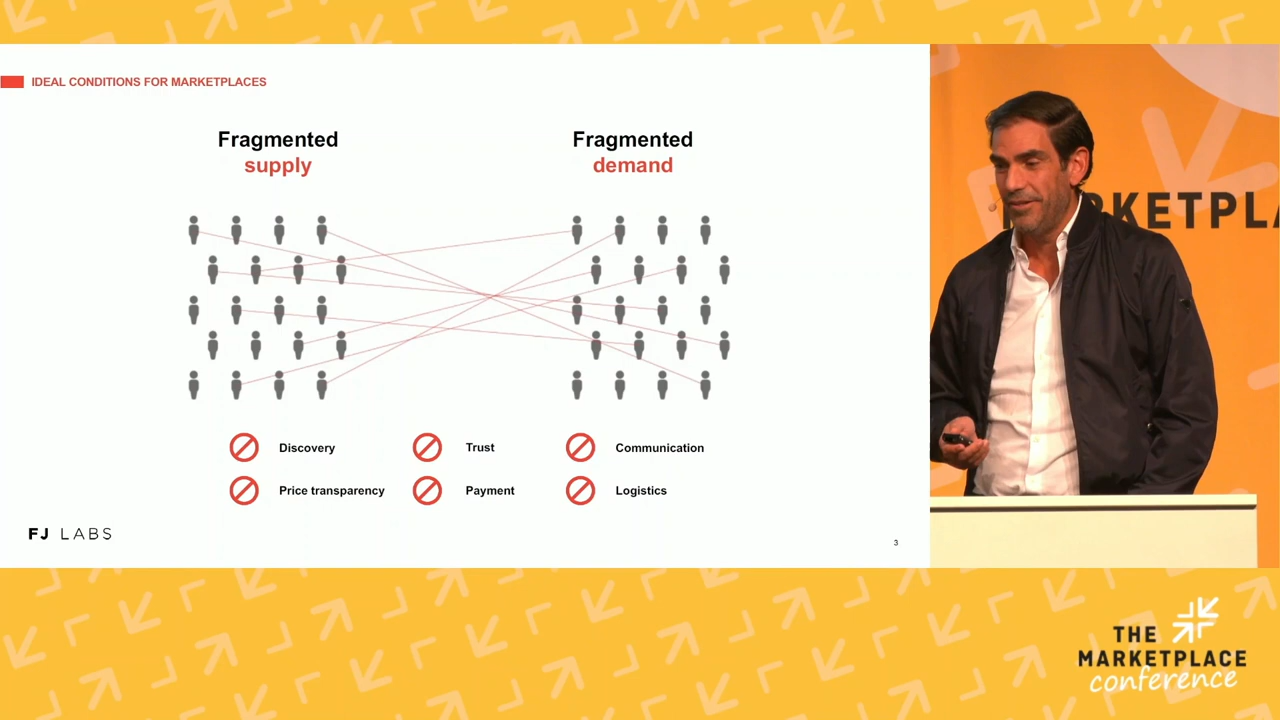 IDEAL CONDITIONS FOR MARKETPLACES
Fragmented
supply
Fragmented
demand
Discovery
Trust
Communication
Price transparency
Payment
Logistics
FJ LABS
3
MARKETPLA
THE
MARKETPLACE
conference